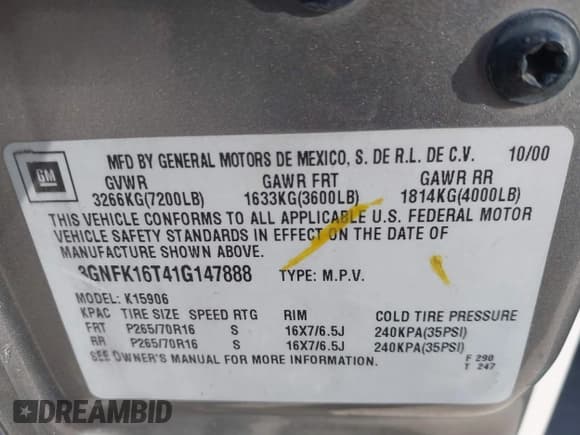 GM
MFD BY GENERAL MOTORS DE MEXICO, S. DE R.L. DE C.V. 10/00
GVWR GAWR FRT GAWR RR
3266KG(7200LB) 1633KG(3600LB) 1814KG(4000LB)
THIS VEHICLE CONFORMS TO ALL APPLICABLE U.S. FEDERAL MOTOR
VEHICLE SAFETY STANDARDS IN EFFECT ON THE DATE OF
MANUFACTURE SHOWN ABOVE.
3GNFK16T41G147888 TYPE: M.P.V.
MODEL: K15906
KPAC TIRE SIZE SPEED RTG RIM COLD TIRE PRESSURE
FRT P265/70R16 S 16X7/6.5J 240KPA(35PSI)
RR P265/70R16 S 16X7/6.5J 240KPA(35PSI)
SEE OWNER'S MANUAL FOR MORE INFORMATION.
F 290
T 247
DREAMBID